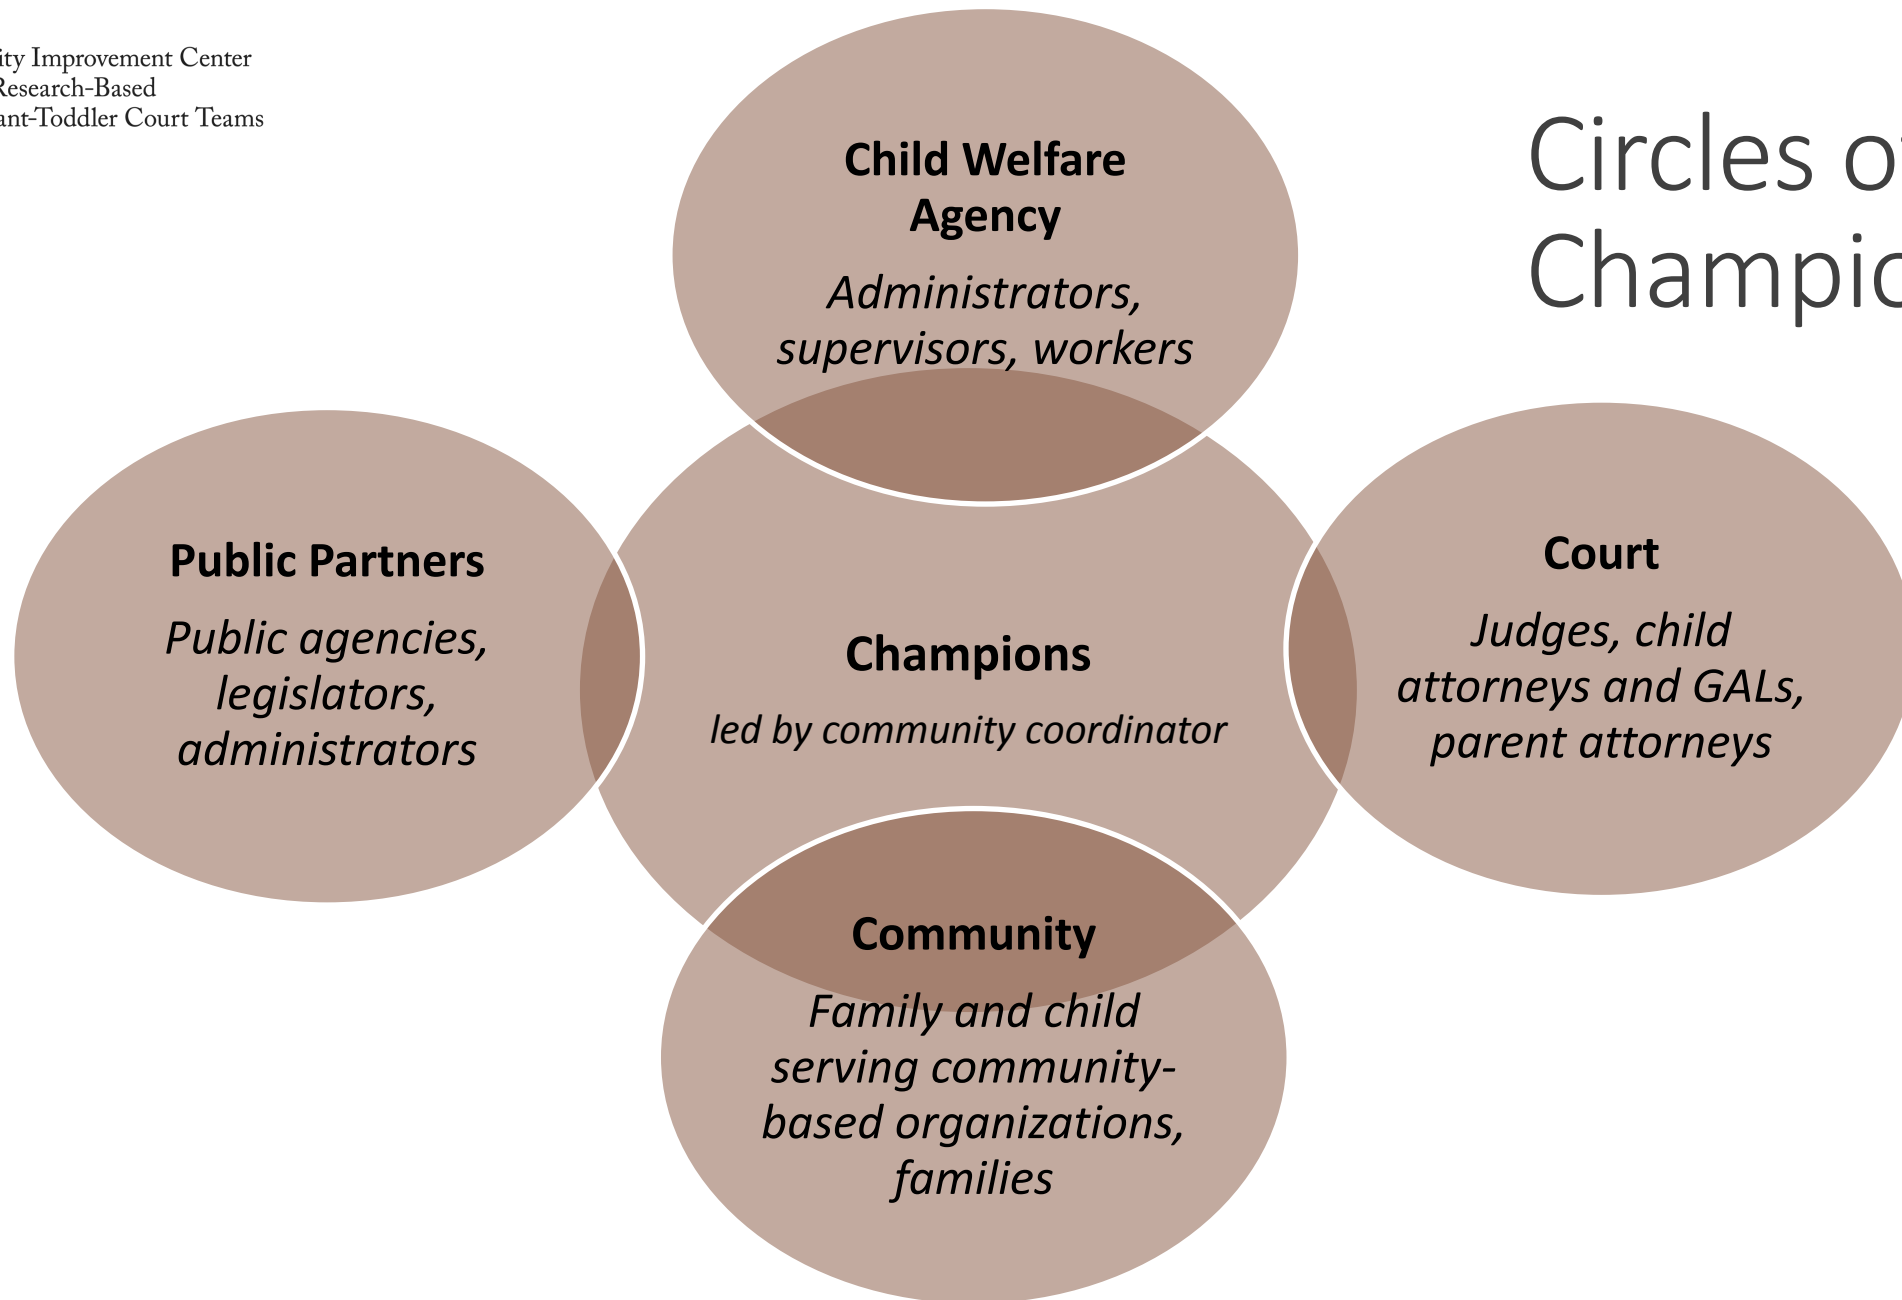 ity Improvement Center
Research-Based
ant-Toddler Court Teams
Circles of
Champio
Child Welfare
Agency
Administrators,
supervisors, workers
Public Partners
Public agencies,
legislators,
administrators
Champions
led by community coordinator
Court
Judges, child
attorneys and GALs,
parent attorneys
Community
Family and child
serving community-
based organizations,
families